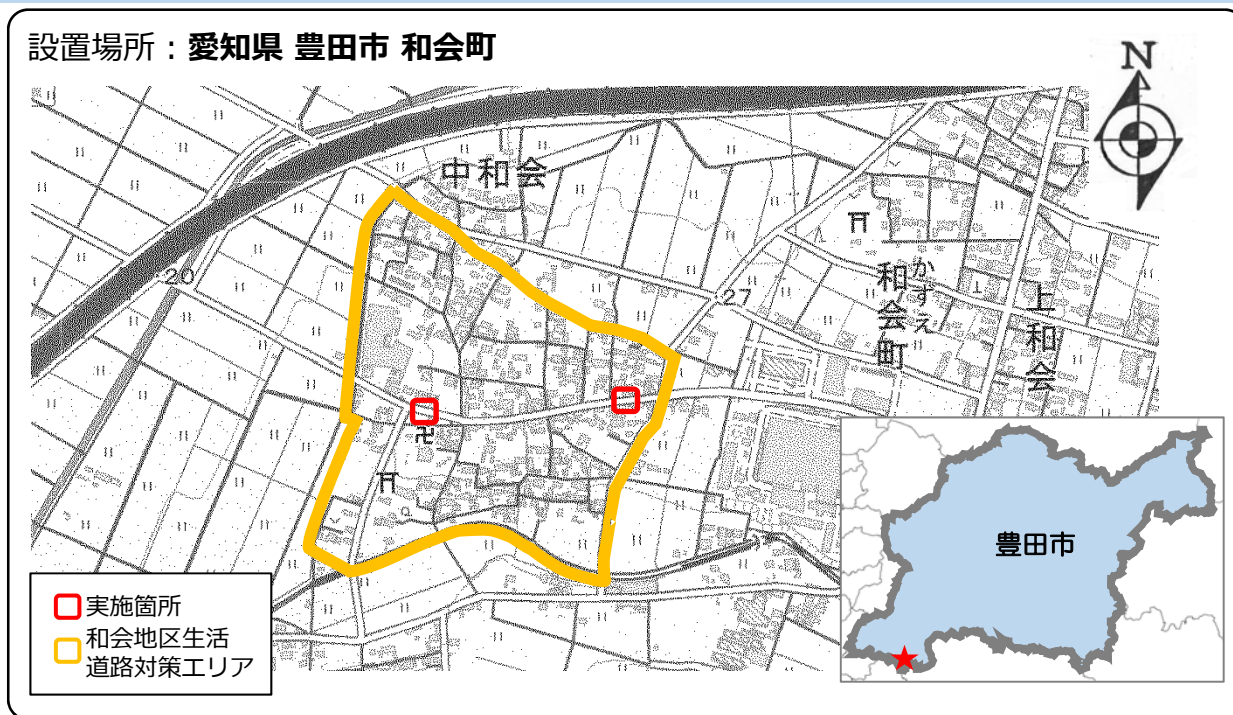 設置場所：愛知県 豊田市 和会町
N
中和会
20
27
和会町
かずえ
上和会
豊田市
実施箇所
和会地区生活
道路対策エリア